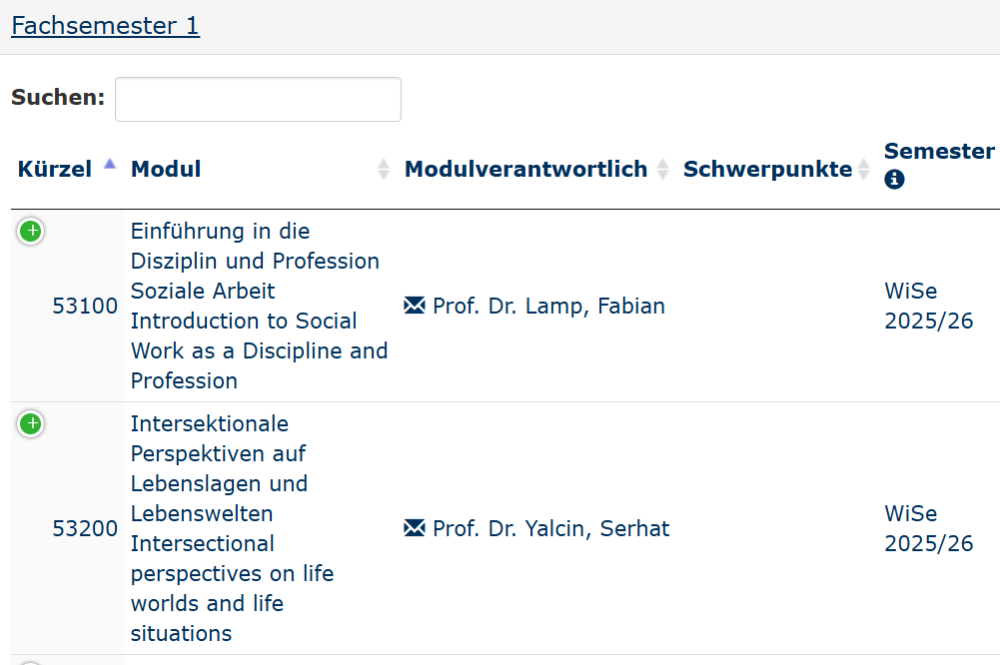 Fachsemester 1
Suchen:
Kürzel Modul Modulverantwortlich Schwerpunkte Semester
53100
Einführung in die
Disziplin und Profession
Soziale Arbeit
Introduction to Social
Work as a Discipline and
Profession
Prof. Dr. Lamp, Fabian
WiSe
2025/26
53200
Intersektionale
Perspektiven auf
Lebenslagen und
Lebenswelten
Intersectional
perspectives on life
worlds and life
situations
Prof. Dr. Yalcin, Serhat
WiSe
2025/26